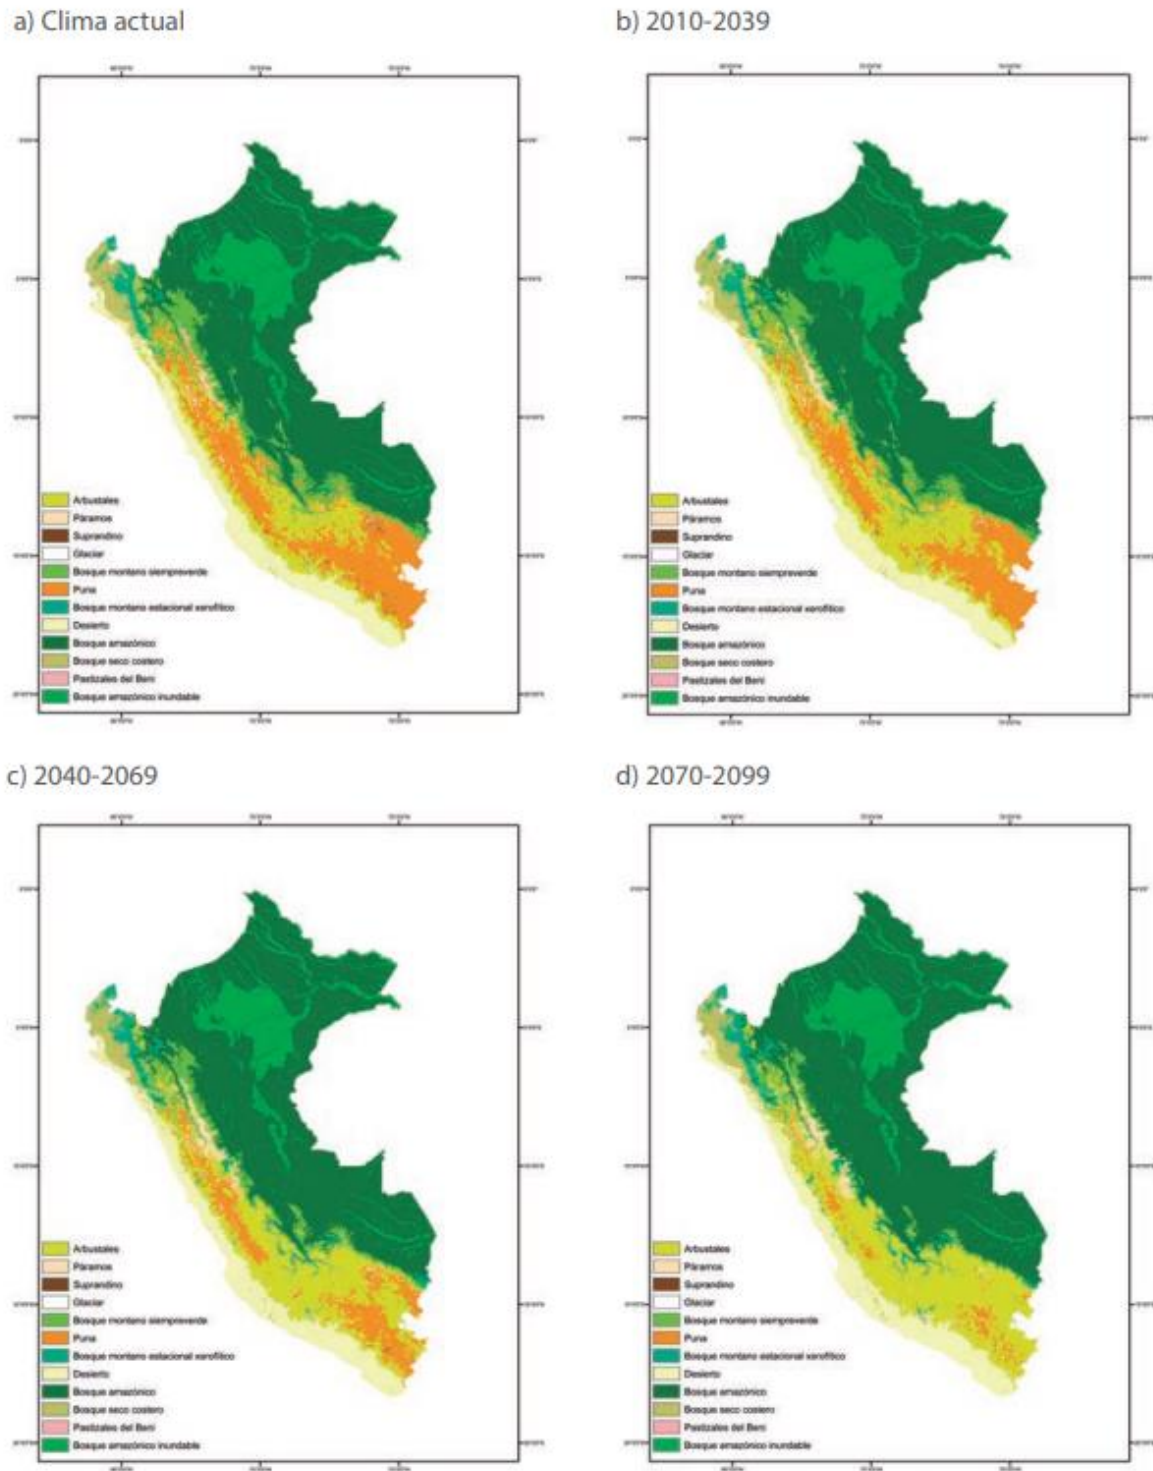 a) Clima actual
b) 2010-2039
Arbustales
Páramos
Suprandino
Glaciar
Bosque montano siempreverde
Puna
Bosque montano estacional xerofítico
Desierto
Bosque amazónico
Bosque seco costero
Pastizales del Beni
Bosque amazónico inundable
Arbustales
Páramos
Suprandino
Glaciar
Bosque montano siempreverde
Puna
Bosque montano estacional xerofítico
Desierto
Bosque amazónico
Bosque seco costero
Pastizales del Beni
Bosque amazónico inundable
c) 2040-2069
d) 2070-2099
Arbustales
Páramos
Suprandino
Glaciar
Bosque montano siempreverde
Puna
Bosque montano estacional xerofítico
Desierto
Bosque amazónico
Bosque seco costero
Pastizales del Beni
Bosque amazónico inundable
Arbustales
Páramos
Suprandino
Glaciar
Bosque montano siempreverde
Puna
Bosque montano estacional xerofítico
Desierto
Bosque amazónico
Bosque seco costero
Pastizales del Beni
Bosque amazónico inundable